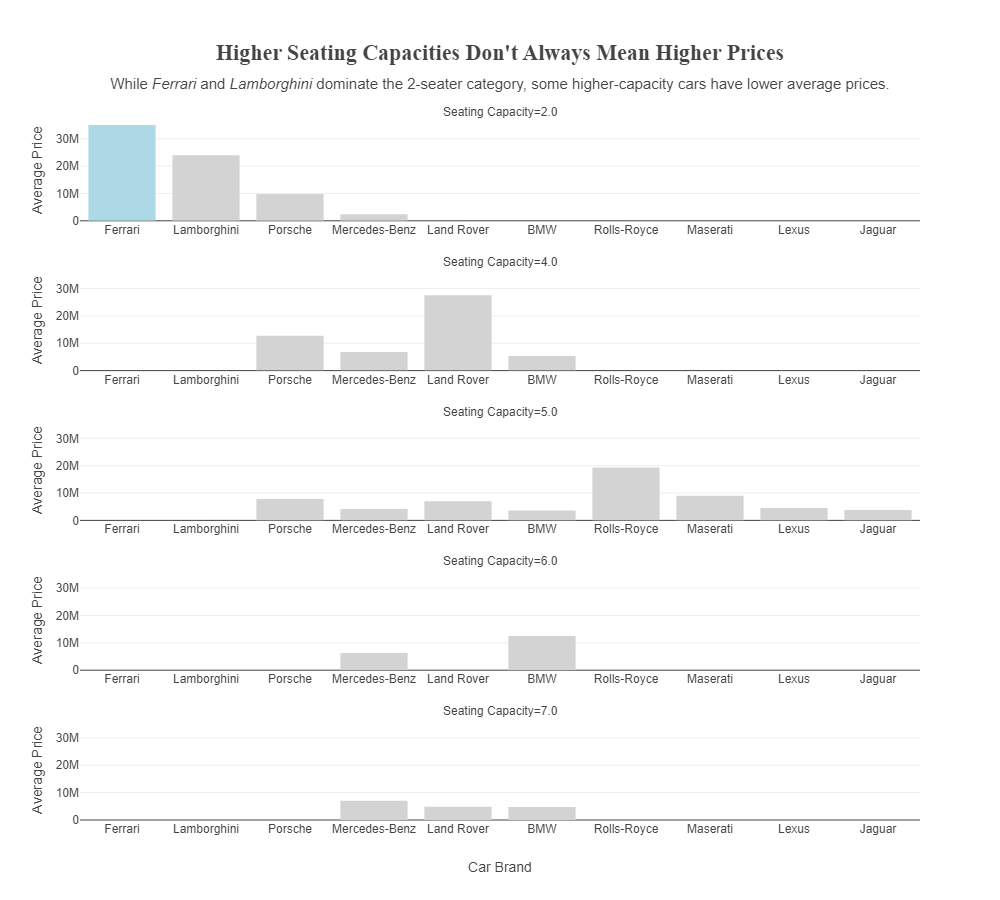 Higher Seating Capacities Don't Always Mean Higher Prices
While Ferrari and Lamborghini dominate the 2-seater category, some higher-capacity cars have lower average prices.
Seating Capacity=2.0
Average Price
30M
20M
10M
0
Ferrari Lamborghini Porsche Mercedes-Benz Land Rover BMW Rolls-Royce Maserati Lexus Jaguar
Seating Capacity=4.0
Average Price
30M
20M
10M
0
Ferrari Lamborghini Porsche Mercedes-Benz Land Rover BMW Rolls-Royce Maserati Lexus Jaguar
Seating Capacity=5.0
Average Price
30M
20M
10M
0
Ferrari Lamborghini Porsche Mercedes-Benz Land Rover BMW Rolls-Royce Maserati Lexus Jaguar
Seating Capacity=6.0
Average Price
30M
20M
10M
0
Ferrari Lamborghini Porsche Mercedes-Benz Land Rover BMW Rolls-Royce Maserati Lexus Jaguar
Seating Capacity=7.0
Average Price
30M
20M
10M
0
Ferrari Lamborghini Porsche Mercedes-Benz Land Rover BMW Rolls-Royce Maserati Lexus Jaguar
Car Brand